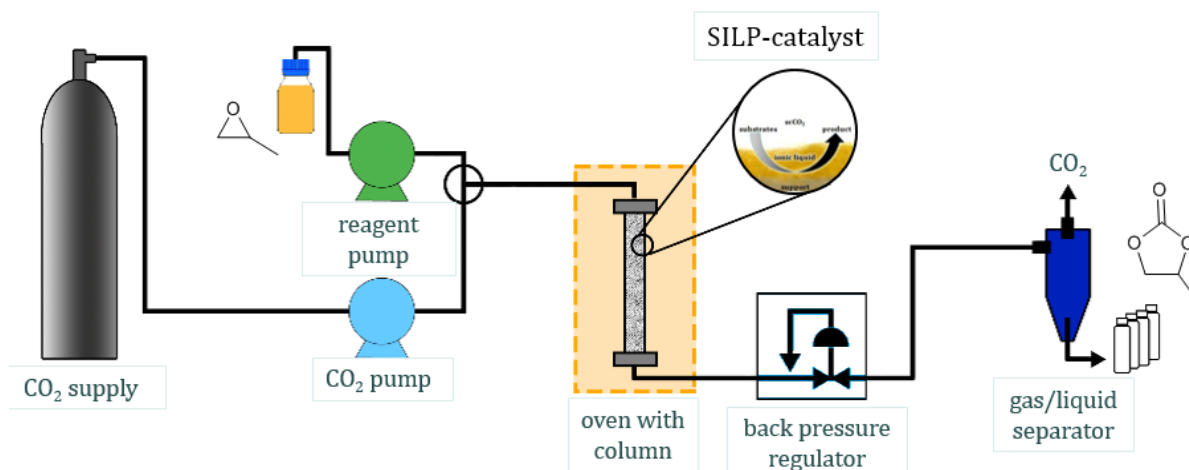 SILP-catalyst
scCO₂
substrates
product
ionic liquid
support
O
reagent
pump
CO₂ pump
CO₂ supply
oven with
column
back pressure
regulator
CO₂
O
O
O
gas/liquid
separator